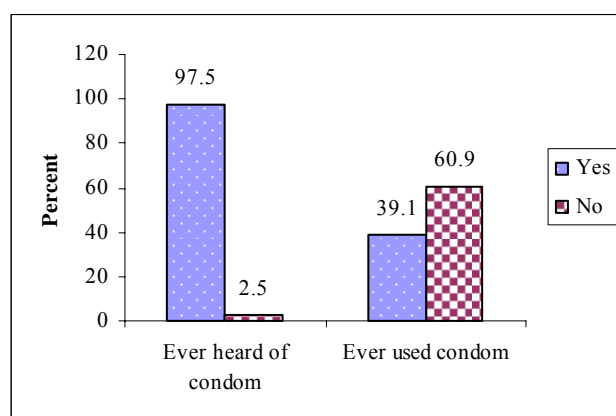 120
97.5
100
80
60.9
60
39.1
40
20
2.5
0
Percent
Ever heard of
condom
Ever used condom
Yes
No